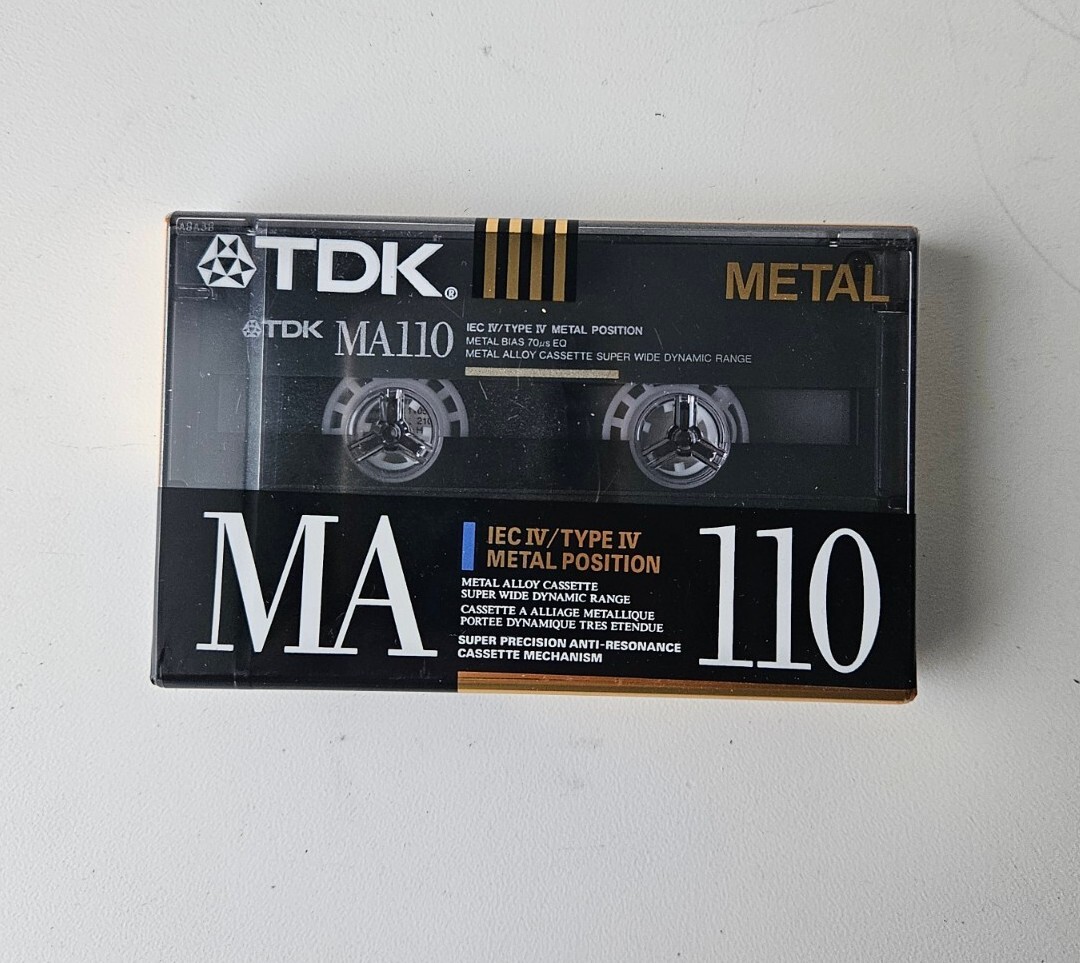 TDK®
METAL
TDK MA110
IEC IV/TYPE IV METAL POSITION
METAL BIAS 70µs EQ
METAL ALLOY CASSETTE SUPER WIDE DYNAMIC RANGE
MA
IEC IV/TYPE IV
METAL POSITION
METAL ALLOY CASSETTE
SUPER WIDE DYNAMIC RANGE
CASSETTE A ALLIAGE METALLIQUE
PORTEE DYNAMIQUE TRES ETENDUE
SUPER PRECISION ANTI-RESONANCE
CASSETTE MECHANISM
110